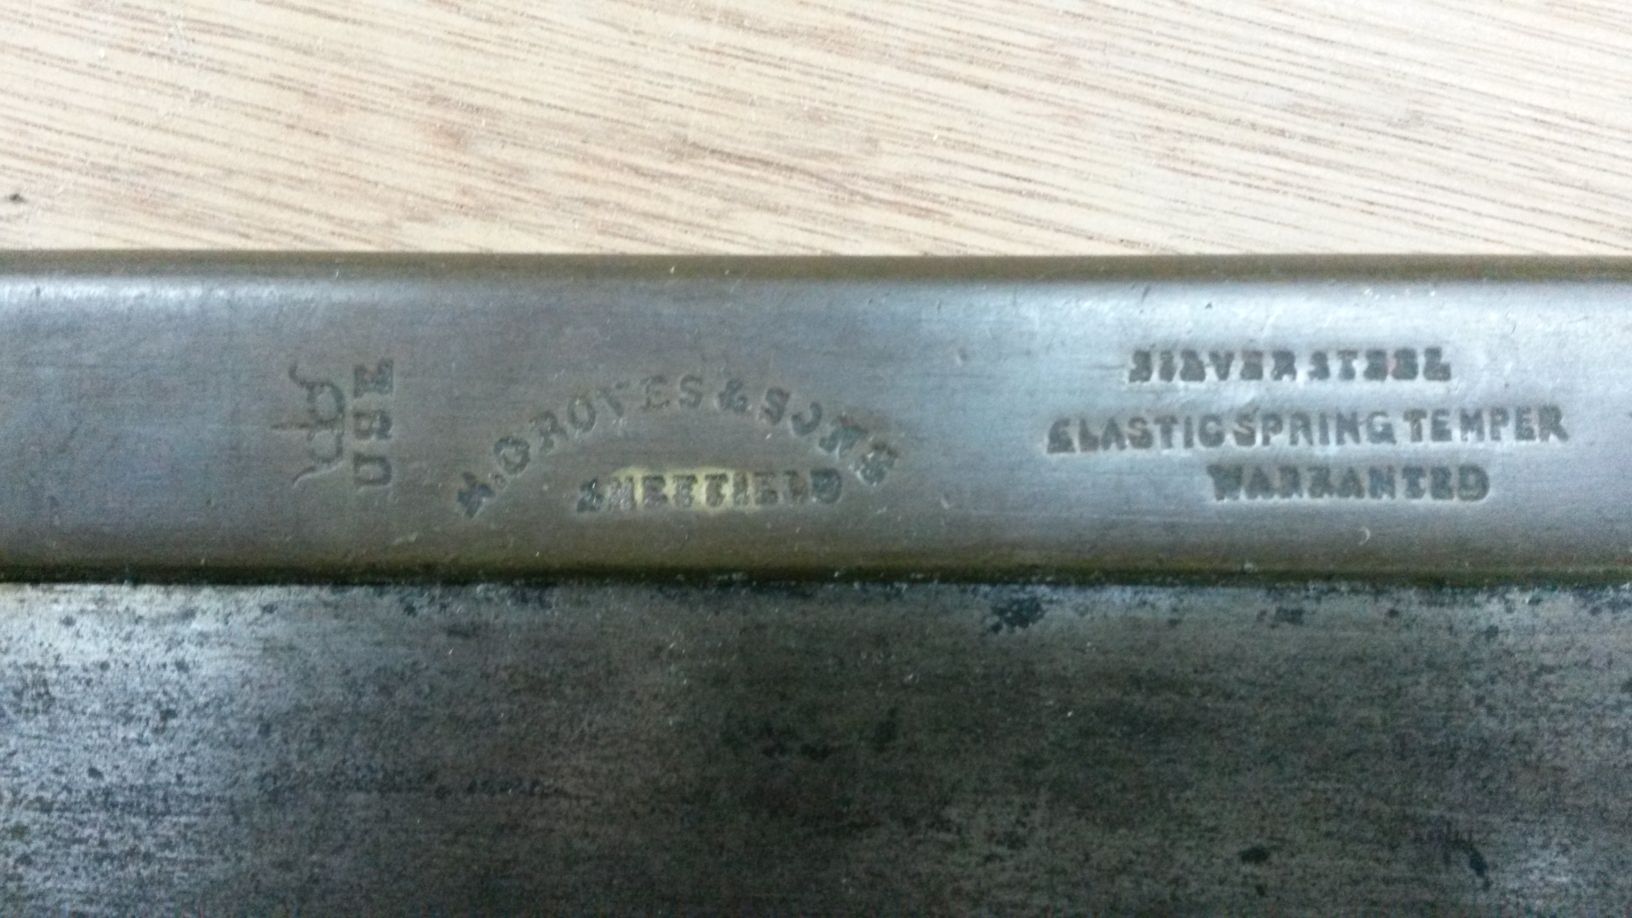 USE
R. GROVES & SONS
SHEFFIELD
SILVER STEEL
ELASTIC SPRING TEMPER
WARRANTED